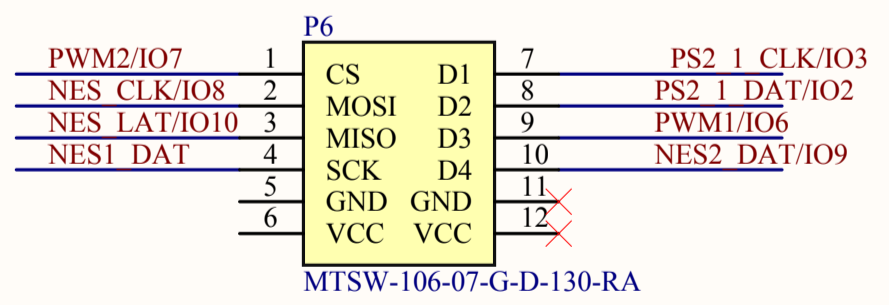 P6
PWM2/IO7 1 CS D1 7 PS2_1_CLK/IO3
NES_CLK/IO8 2 MOSI D2 8 PS2_1_DAT/IO2
NES_LAT/IO10 3 MISO D3 9 PWM1/IO6
NES1_DAT 4 SCK D4 10 NES2_DAT/IO9
5 GND GND 11
6 VCC VCC 12
MTSW-106-07-G-D-130-RA